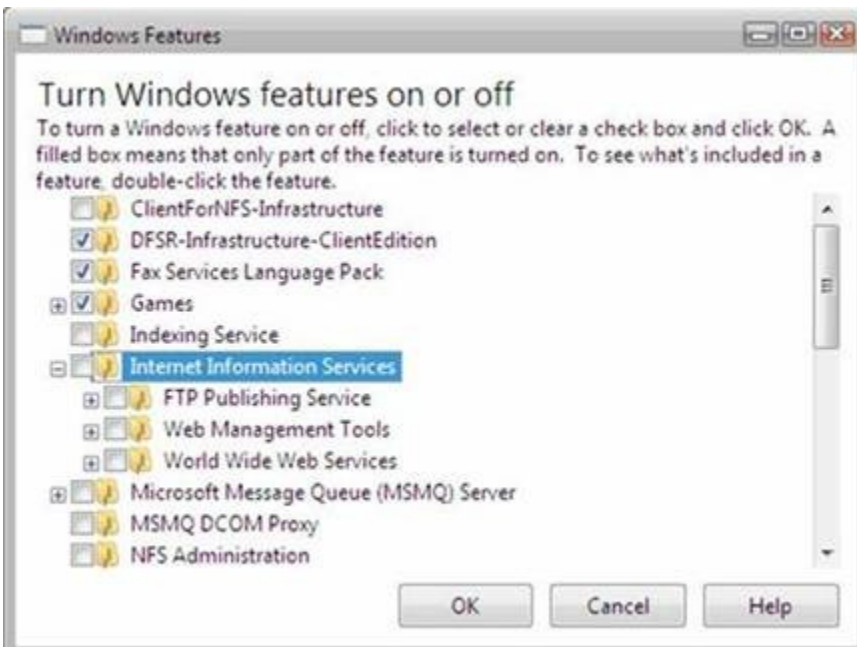 Windows Features
Turn Windows features on or off
To turn a Windows feature on or off, click to select or clear a check box and click OK. A
filled box means that only part of the feature is turned on. To see what's included in a
feature, double-click the feature.
ClientForNFS-Infrastructure
DFSR-Infrastructure-ClientEdition
Fax Services Language Pack
Games
Indexing Service
Internet Information Services
FTP Publishing Service
Web Management Tools
World Wide Web Services
Microsoft Message Queue (MSMQ) Server
MSMQ DCOM Proxy
NFS Administration
OK Cancel Help